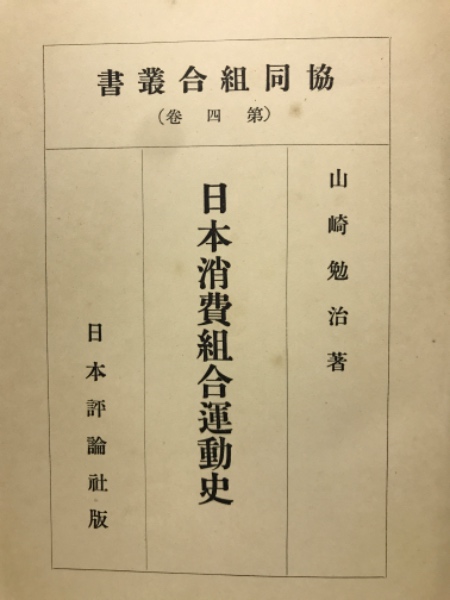 協同組合叢書
(第四卷)
山崎勉治著
日本消費組合運動史
日本評論社版